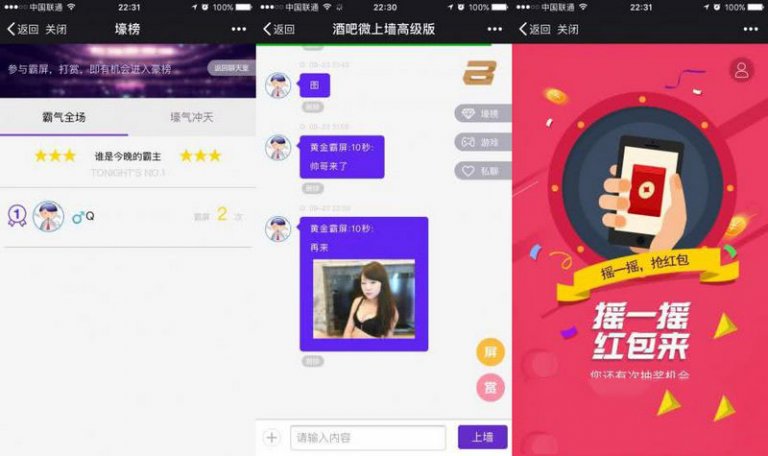 中国联通
22:31
100%
返回 关闭
壕榜
参与霸屏，打赏，即有机会进入豪榜
返回聊天室
霸气全场
壕气冲天
谁是今晚的霸主
TONIGHT'S NO.1
1
Q
霸屏 2 次
中国联通
22:30
100%
返回 关闭
酒吧微上墙高级版
图
壕榜
黄金霸屏:10秒:
帅哥来了
游戏
私聊
黄金霸屏:10秒:
再来
屏
赏
请输入内容
上墙
中国联通
22:31
100%
返回 关闭
摇一摇，抢红包
摇一摇
红包来
您还有次抽奖机会